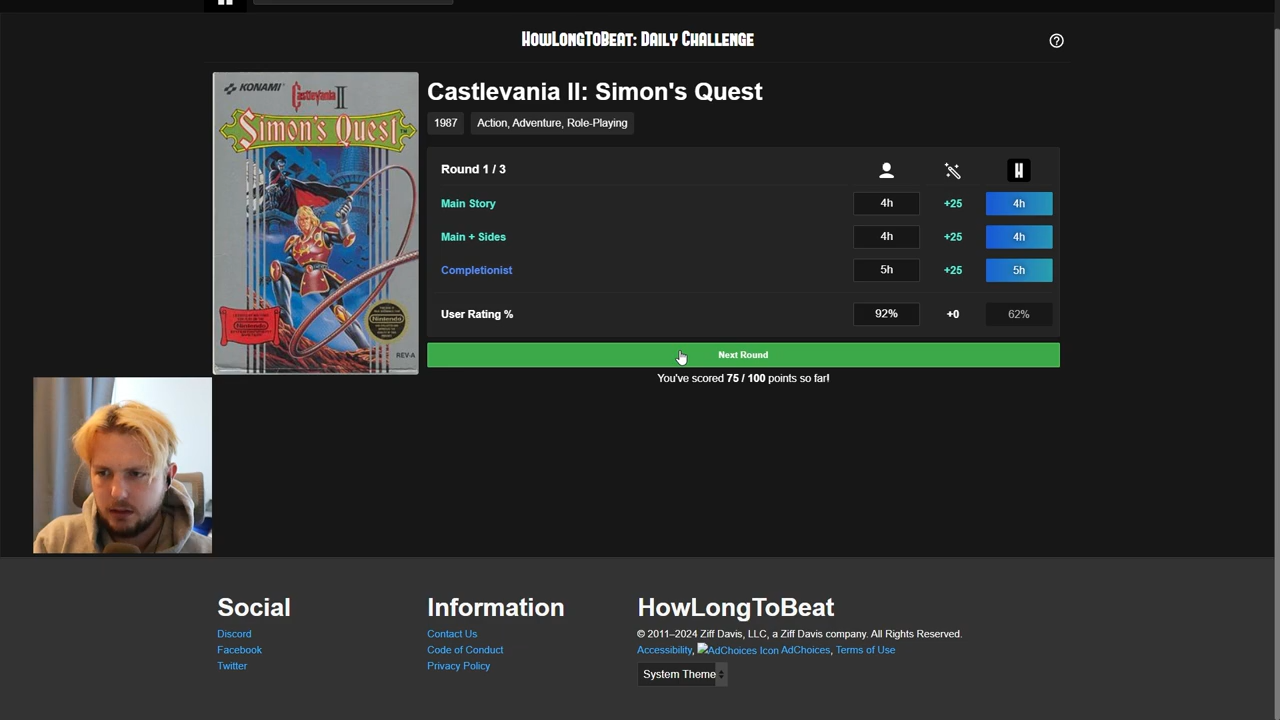 HowLongToBeat: Daily Challenge
KONAMI
Castlevania II
Simon's Quest
Nintendo
Nintendo
REV-A
Castlevania II: Simon's Quest
1987
Action, Adventure, Role-Playing
Round 1 / 3
H
Main Story 4h +25 4h
Main + Sides 4h +25 4h
Completionist 5h +25 5h
User Rating % 92% +0 62%
Next Round
You've scored 75 / 100 points so far!
Social
Discord
Facebook
Twitter
Information
Contact Us
Code of Conduct
Privacy Policy
HowLongToBeat
© 2011–2024 Ziff Davis, LLC, a Ziff Davis company. All Rights Reserved.
Accessibility, AdChoices Icon AdChoices, Terms of Use
System Theme